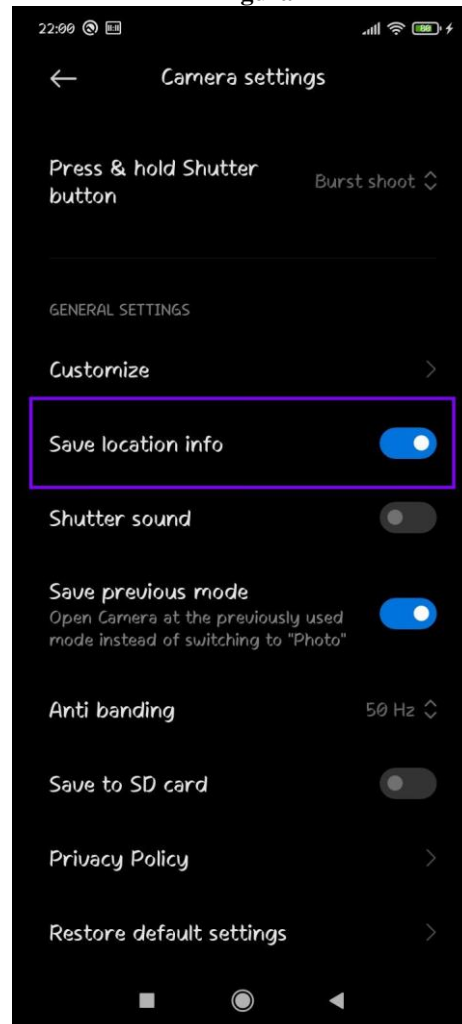 22:00
80
Camera settings
Press & hold Shutter
button
Burst shoot
GENERAL SETTINGS
Customize
Save location info
Shutter sound
Save previous mode
Open Camera at the previously used
mode instead of switching to "Photo"
Anti banding
50 Hz
Save to SD card
Privacy Policy
Restore default settings